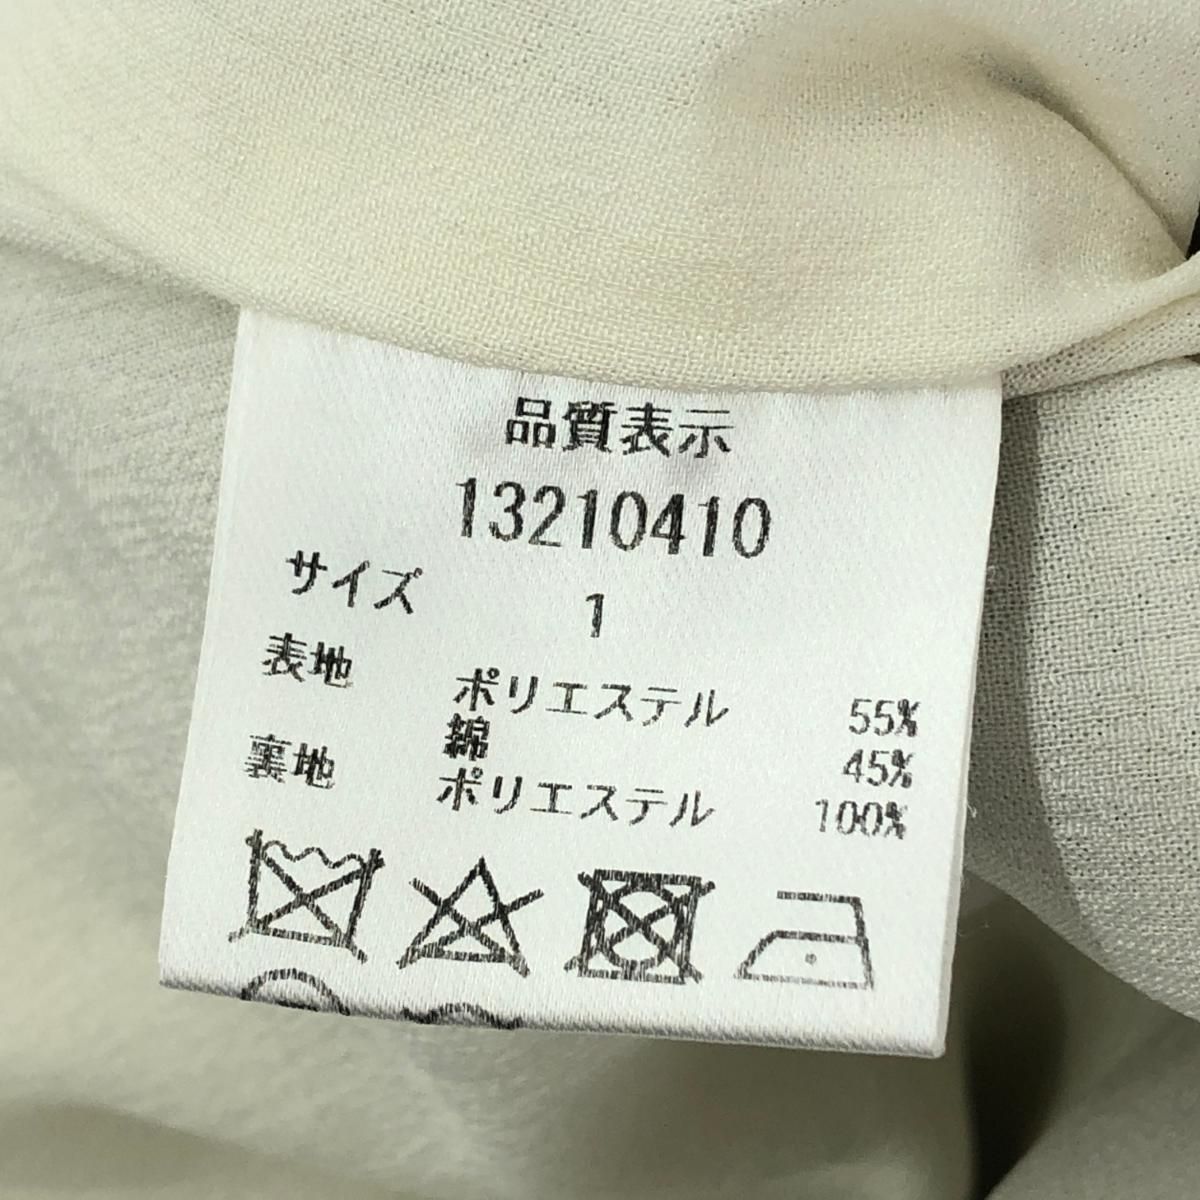 品質表示
13210410
サイズ 1
表地 ポリエステル 55%
綿 45%
裏地 ポリエステル 100%